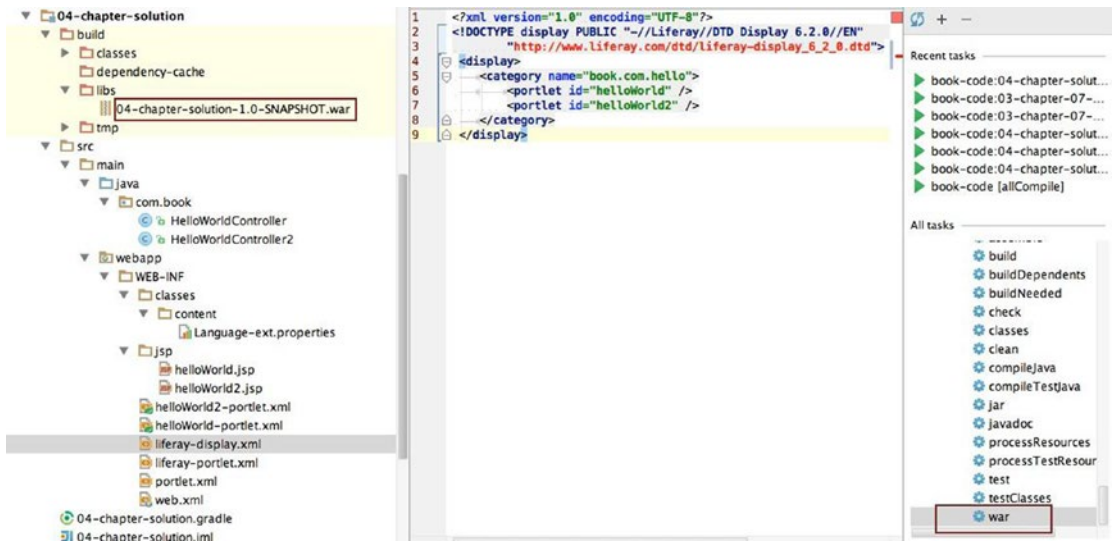 04-chapter-solution
build
classes
dependency-cache
libs
04-chapter-solution-1.0-SNAPSHOT.war
tmp
src
main
java
com.book
HelloWorldController
HelloWorldController2
webapp
WEB-INF
classes
content
Language-ext.properties
jsp
helloWorld.jsp
helloWorld2.jsp
helloWorld2-portlet.xml
helloWorld-portlet.xml
liferay-display.xml
liferay-portlet.xml
portlet.xml
web.xml
04-chapter-solution.gradle
04-chapter-solution.iml
1 <?xml version="1.0" encoding="UTF-8"?>
2 <!DOCTYPE display PUBLIC "-//Liferay//DTD Display 6.2.0//EN"
3 "http://www.liferay.com/dtd/liferay-display_6_2_0.dtd">
4 <display>
5 <category name="book.com.hello">
6 <portlet id="helloWorld" />
7 <portlet id="helloWorld2" />
8 </category>
9 </display>
Recent tasks
book-code:04-chapter-solut...
book-code:03-chapter-07-...
book-code:03-chapter-07-...
book-code:04-chapter-solut...
book-code:04-chapter-solut...
book-code:04-chapter-solut...
book-code [allCompile]
All tasks
build
buildDependents
buildNeeded
check
classes
clean
compileJava
compileTestJava
jar
javadoc
processResources
processTestResour
test
testClasses
war